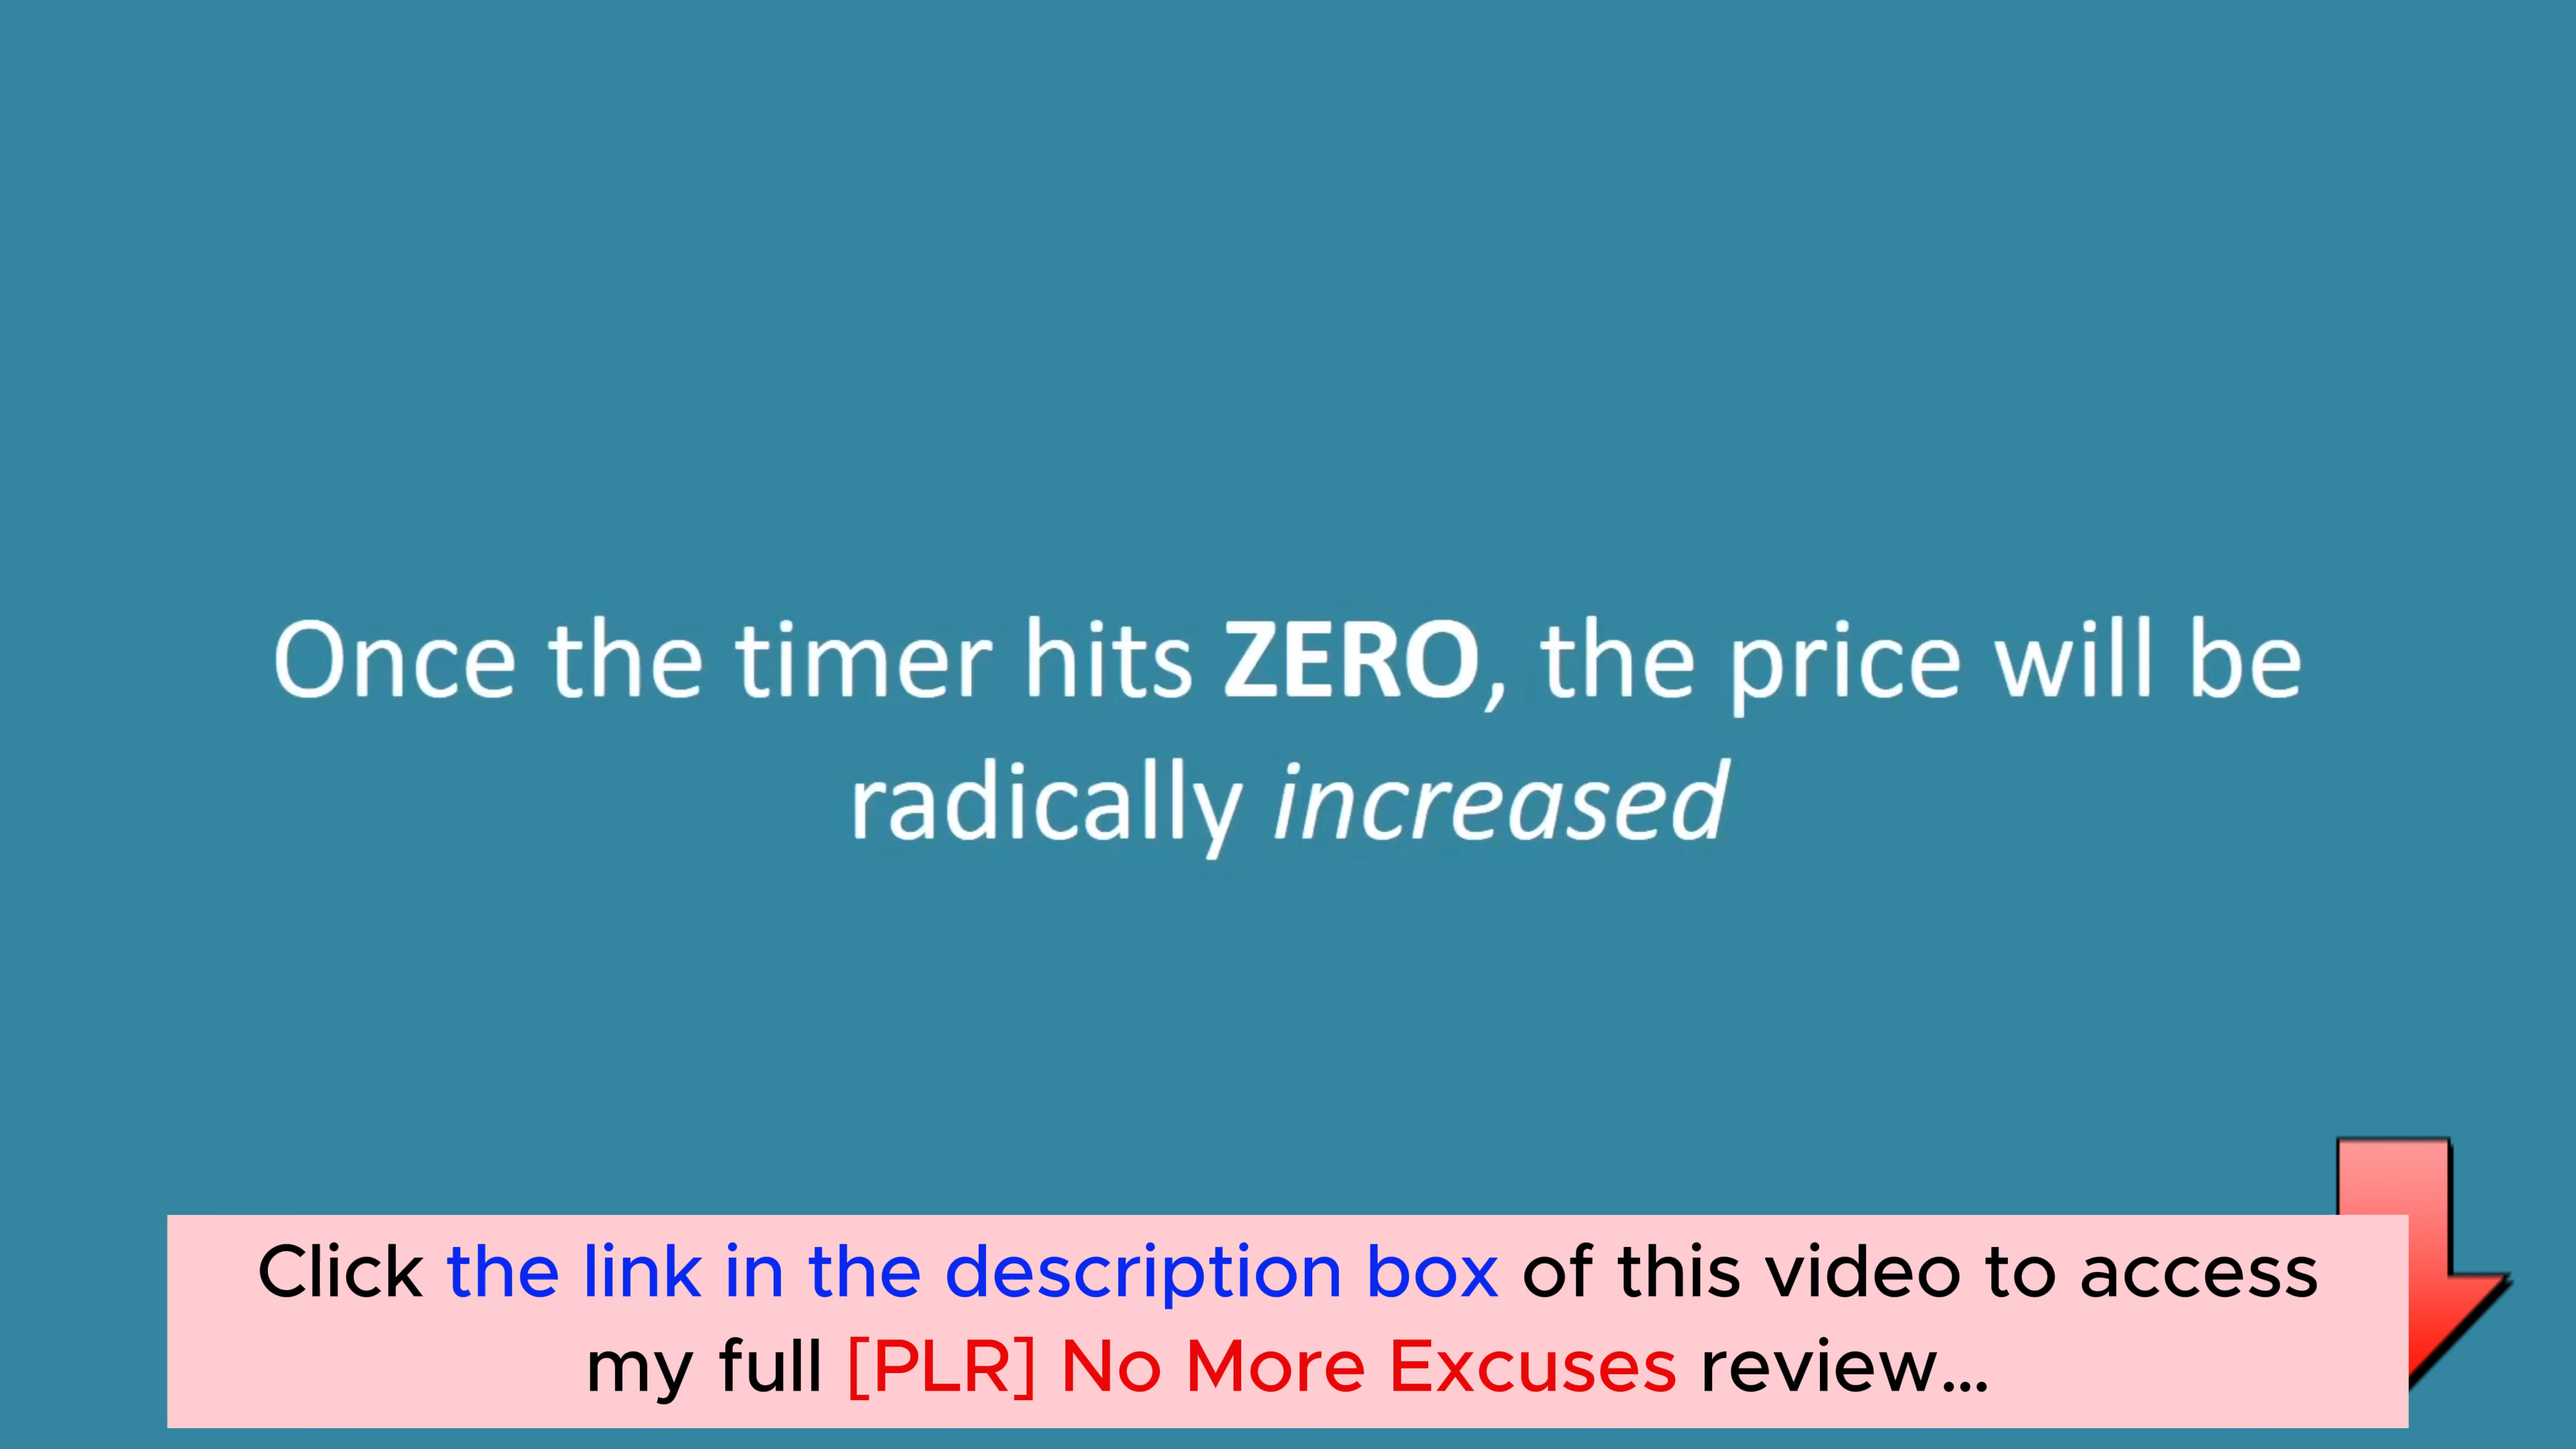 Once the timer hits ZERO, the price will be
radically increased
Click the link in the description box of this video to access
my full [PLR] No More Excuses review...